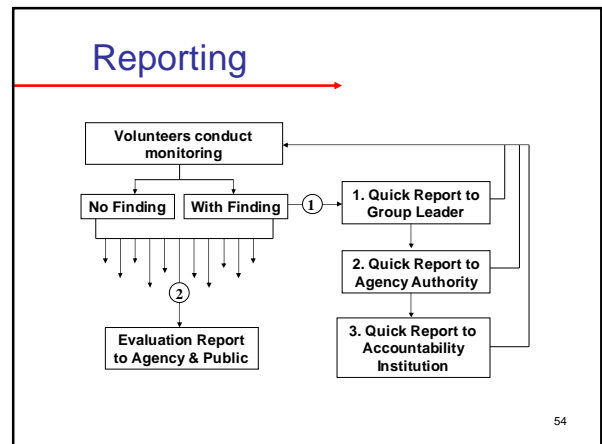 Reporting
Volunteers conduct
monitoring
No Finding
With Finding
1
1. Quick Report to
Group Leader
2. Quick Report to
Agency Authority
2
Evaluation Report
to Agency & Public
3. Quick Report to
Accountability
Institution
54